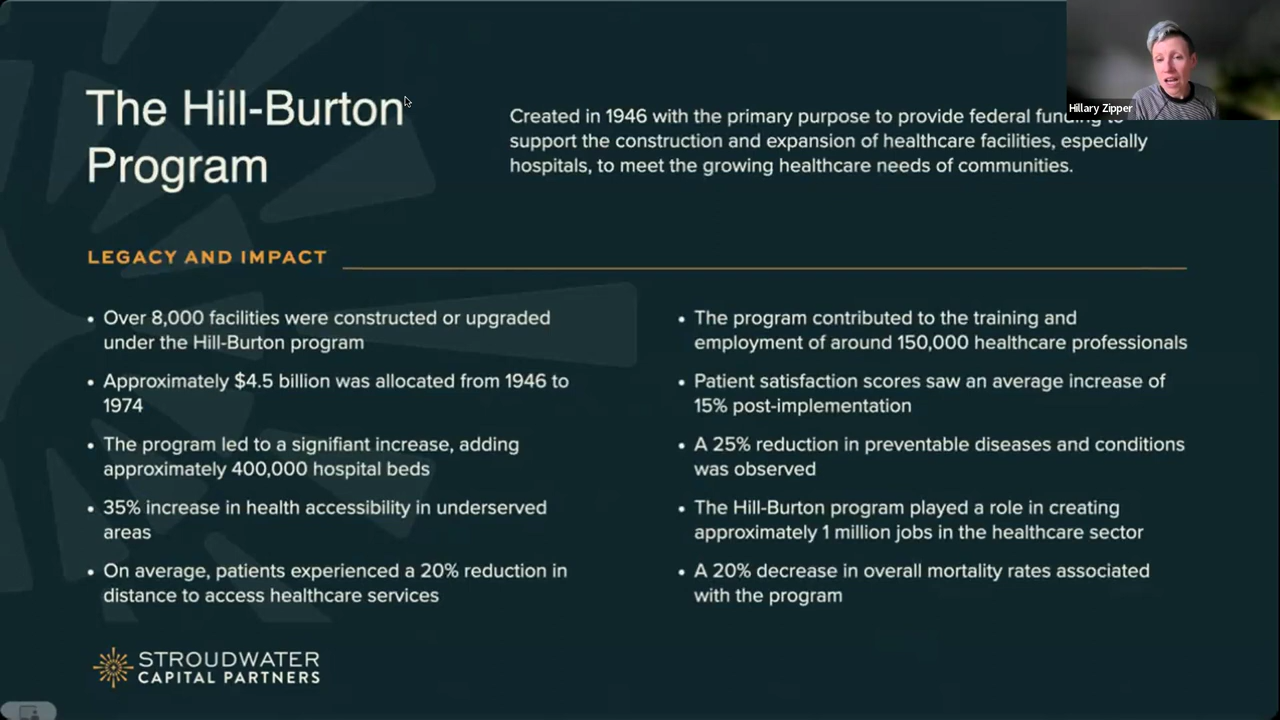 The Hill-Burton
Program
Created in 1946 with the primary purpose to provide federal funding to
support the construction and expansion of healthcare facilities, especially
hospitals, to meet the growing healthcare needs of communities.
Hillary Zipper
LEGACY AND IMPACT
• Over 8,000 facilities were constructed or upgraded
under the Hill-Burton program
• Approximately $4.5 billion was allocated from 1946 to
1974
• The program led to a signifiant increase, adding
approximately 400,000 hospital beds
• 35% increase in health accessibility in underserved
areas
• On average, patients experienced a 20% reduction in
distance to access healthcare services
• The program contributed to the training and
employment of around 150,000 healthcare professionals
• Patient satisfaction scores saw an average increase of
15% post-implementation
• A 25% reduction in preventable diseases and conditions
was observed
• The Hill-Burton program played a role in creating
approximately 1 million jobs in the healthcare sector
• A 20% decrease in overall mortality rates associated
with the program
STROUDWATER
CAPITAL PARTNERS